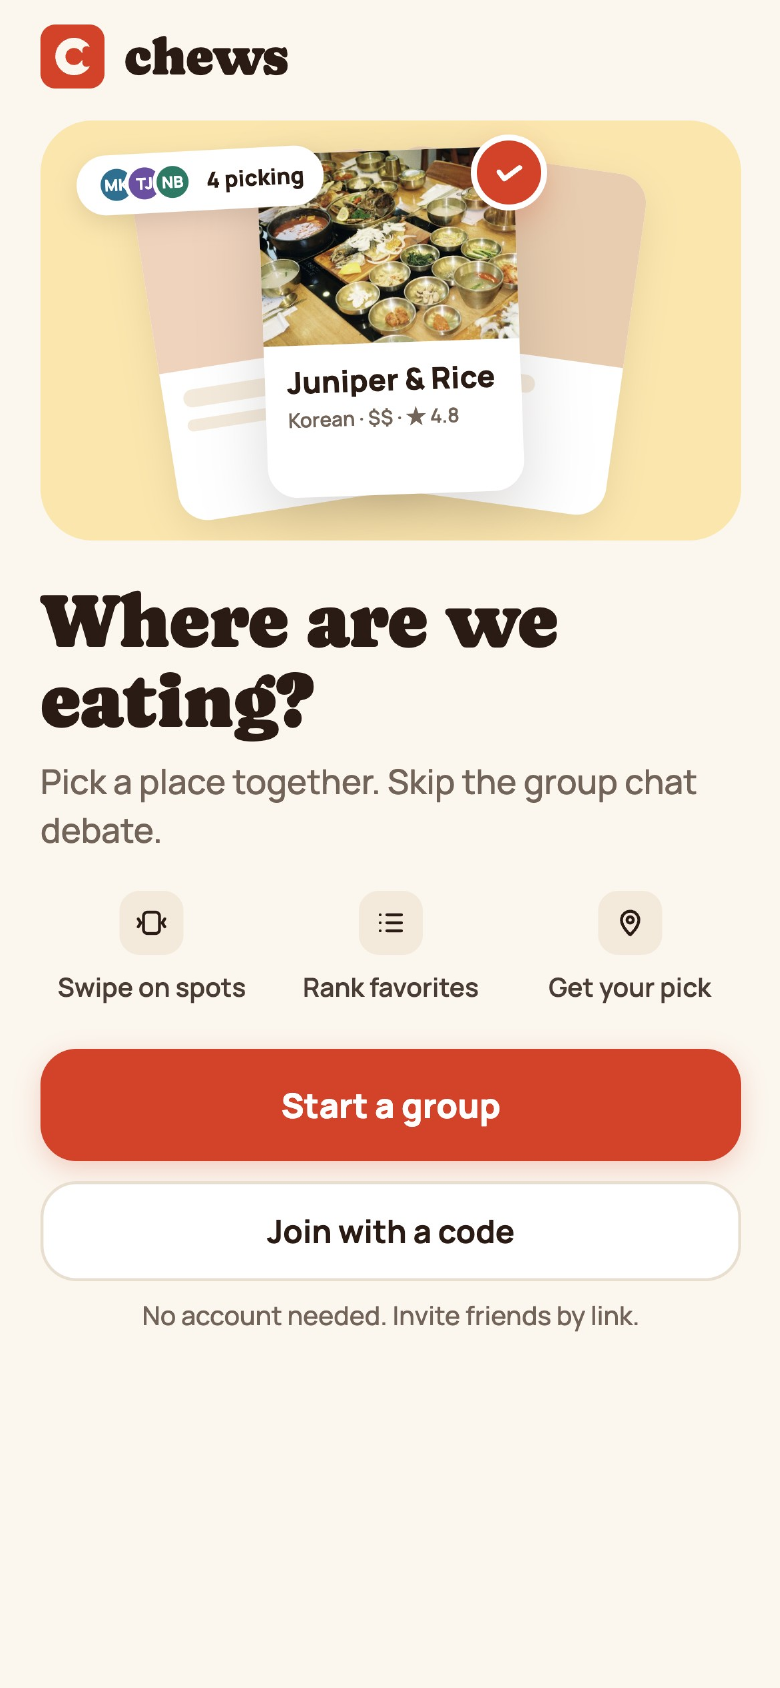 C chews
MK TJ NB 4 picking
Juniper & Rice
Korean · $$ · ★ 4.8
Where are we
eating?
Pick a place together. Skip the group chat
debate.
Swipe on spots
Rank favorites
Get your pick
Start a group
Join with a code
No account needed. Invite friends by link.